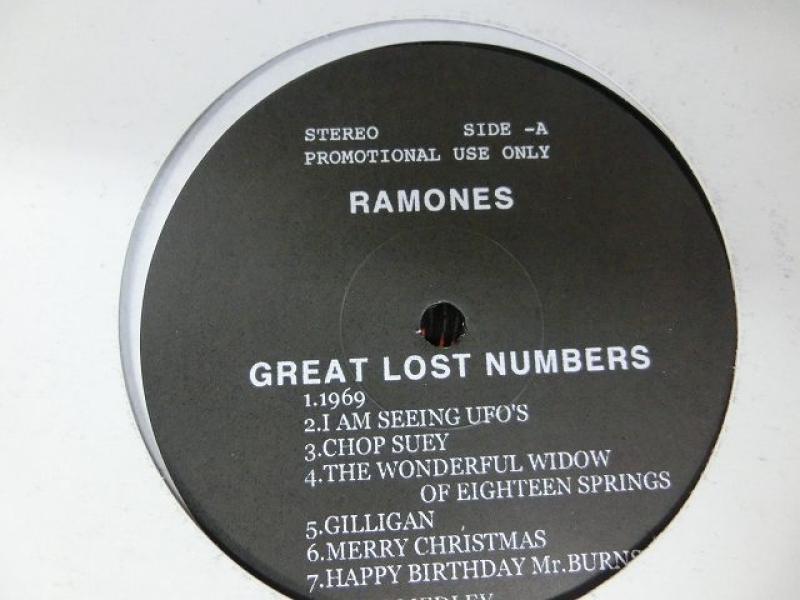 STEREO SIDE -A
PROMOTIONAL USE ONLY
RAMONES
GREAT LOST NUMBERS
1.1969
2.I AM SEEING UFO'S
3.CHOP SUEY
4.THE WONDERFUL WIDOW
OF EIGHTEEN SPRINGS
5.GILLIGAN
6.MERRY CHRISTMAS
7.HAPPY BIRTHDAY Mr.BURNS
MEDLEY